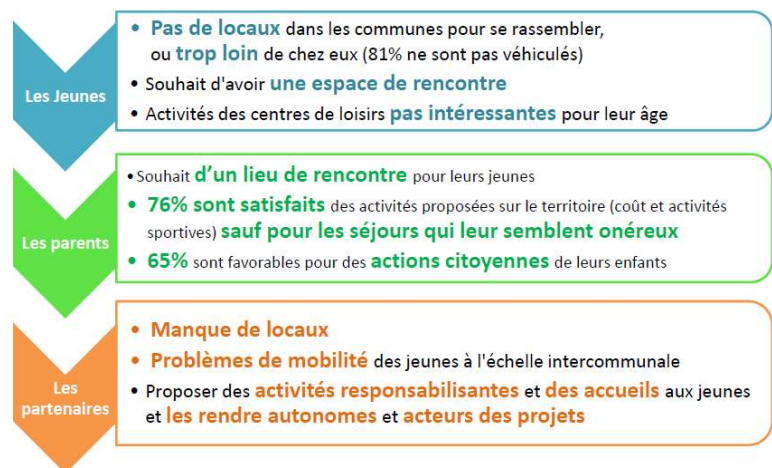 Les Jeunes
• Pas de locaux dans les communes pour se rassembler,
ou trop loin de chez eux (81% ne sont pas véhiculés)
• Souhait d'avoir une espace de rencontre
• Activités des centres de loisirs pas intéressantes pour leur âge
Les parents
• Souhait d’un lieu de rencontre pour leurs jeunes
• 76% sont satisfaits des activités proposées sur le territoire (coût et activités
sportives) sauf pour les séjours qui leur semblent onéreux
• 65% sont favorables pour des actions citoyennes de leurs enfants
Les
partenaires
• Manque de locaux
• Problèmes de mobilité des jeunes à l'échelle intercommunale
• Proposer des activités responsabilisantes et des accueils aux jeunes
et les rendre autonomes et acteurs des projets